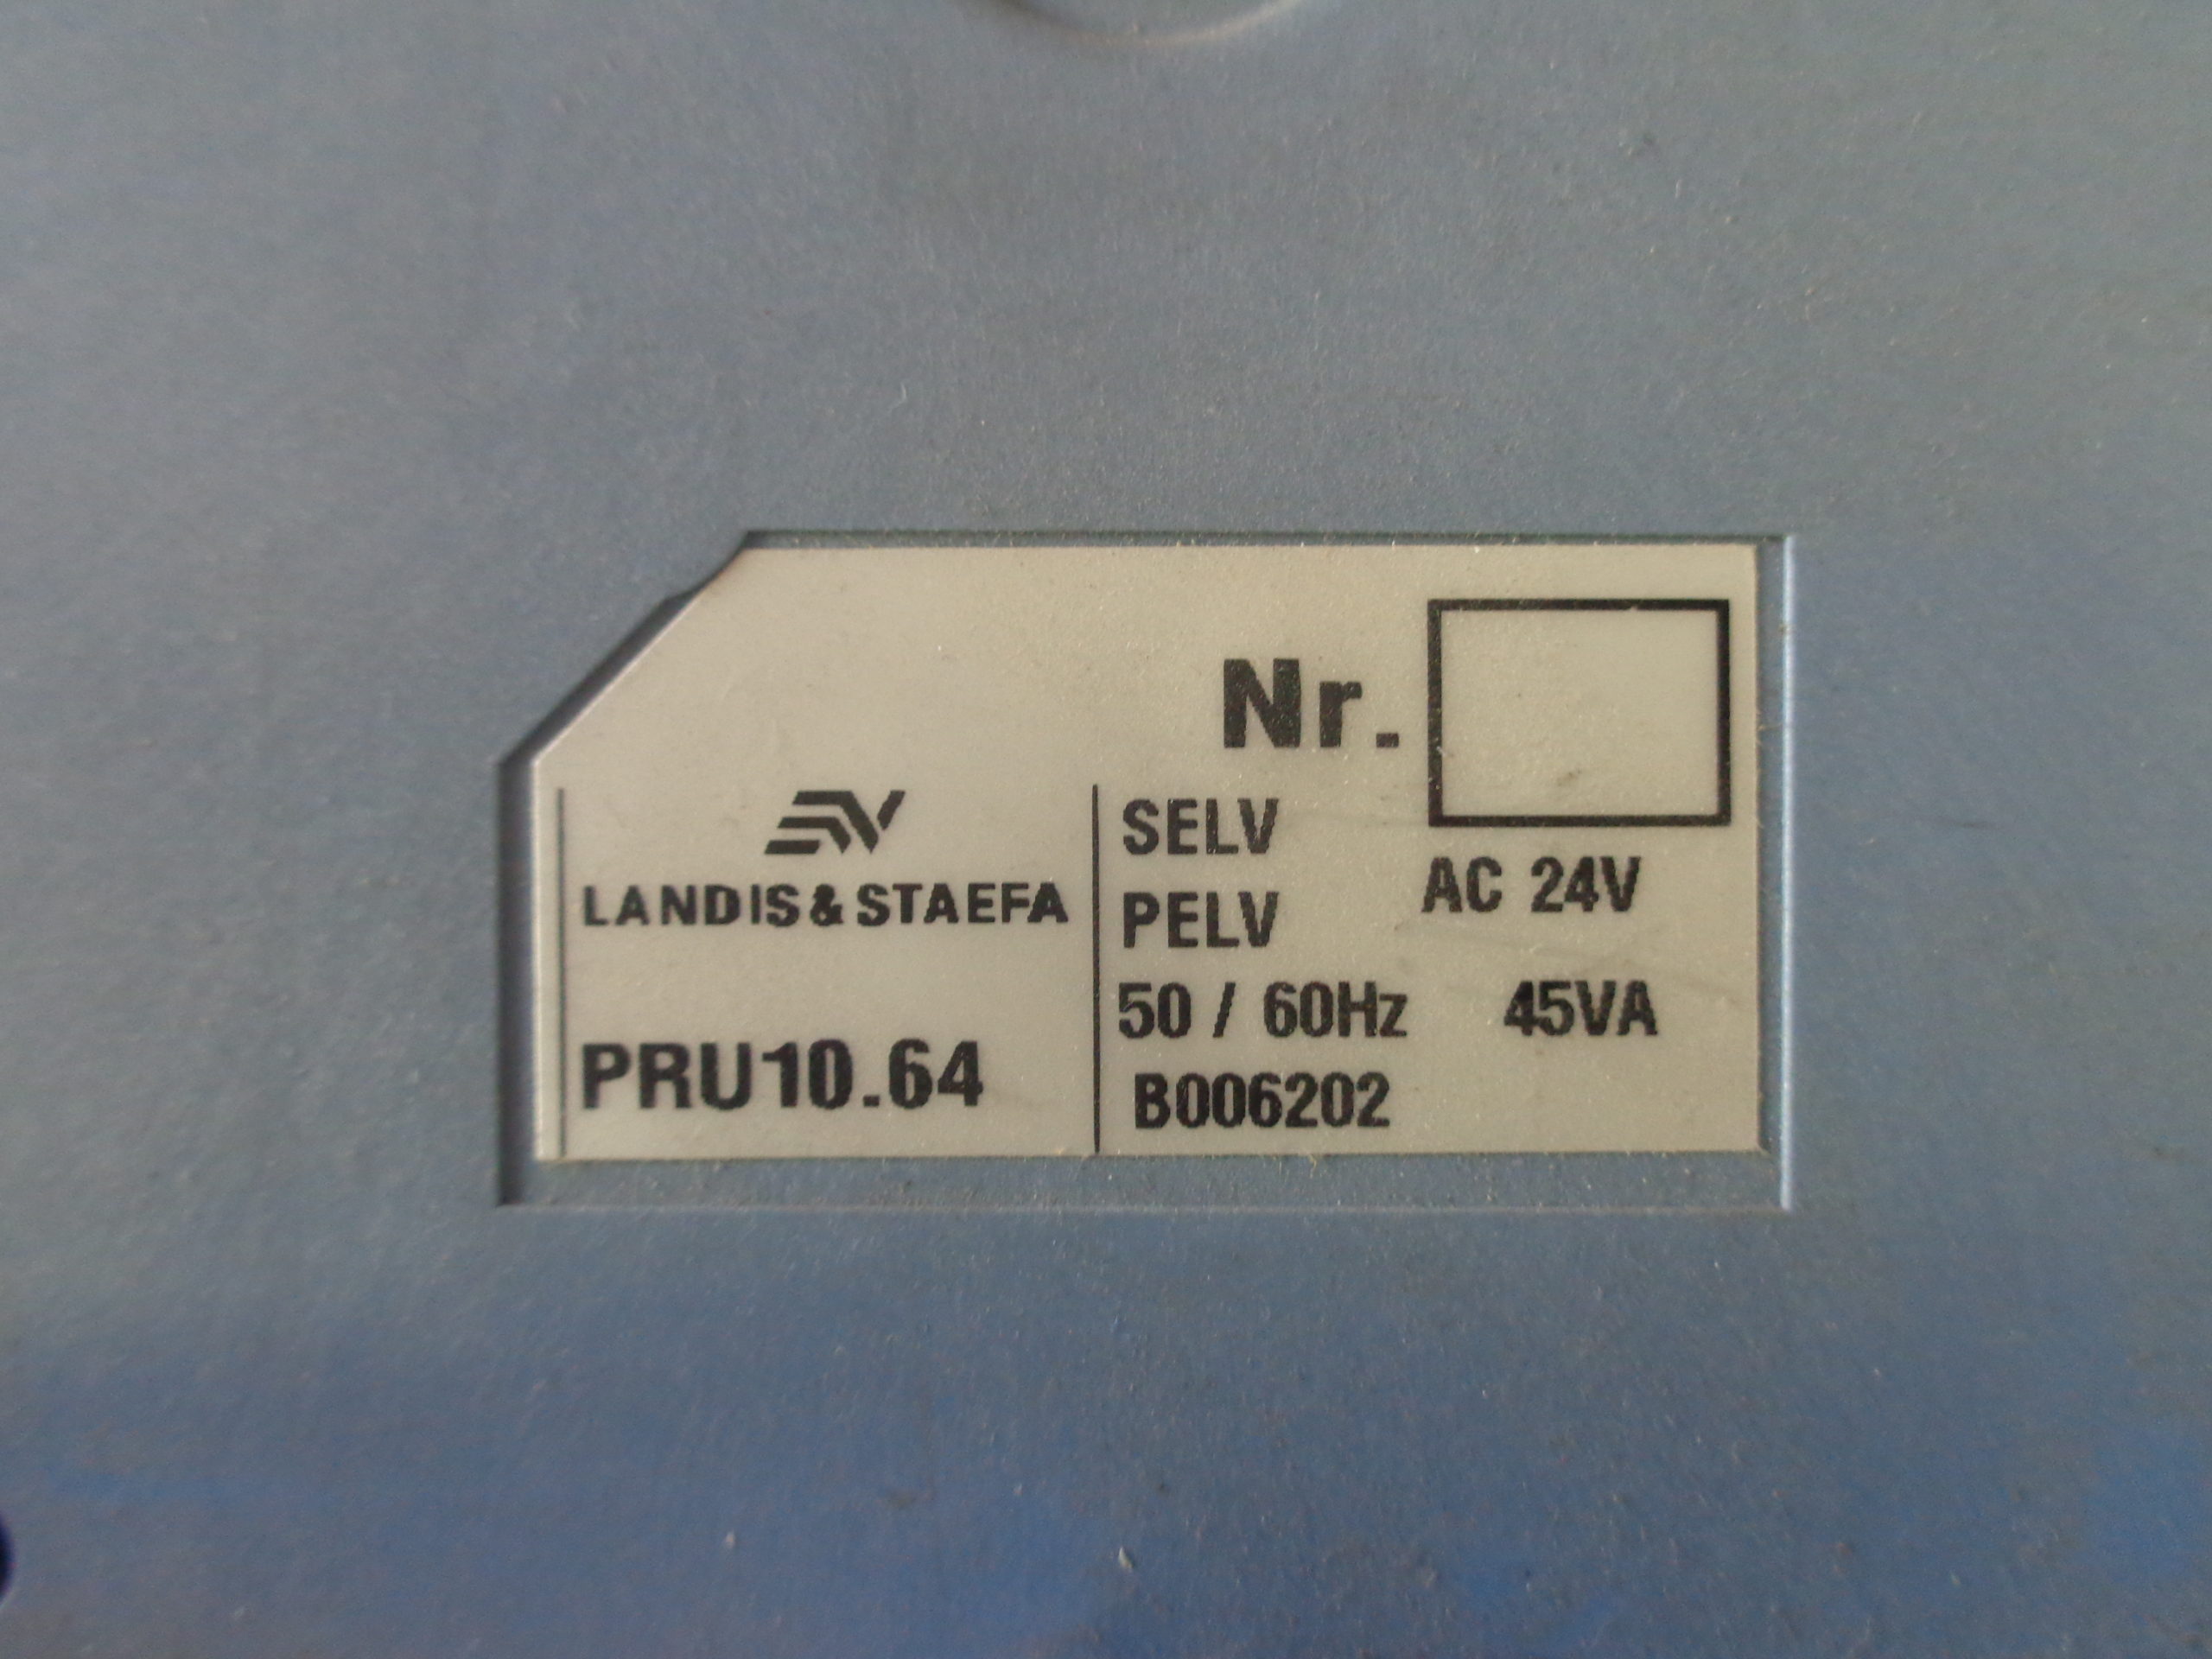 Nr.
LANDIS & STAEFA
PRU10.64
SELV
PELV
AC 24V
50 / 60Hz 45VA
B006202